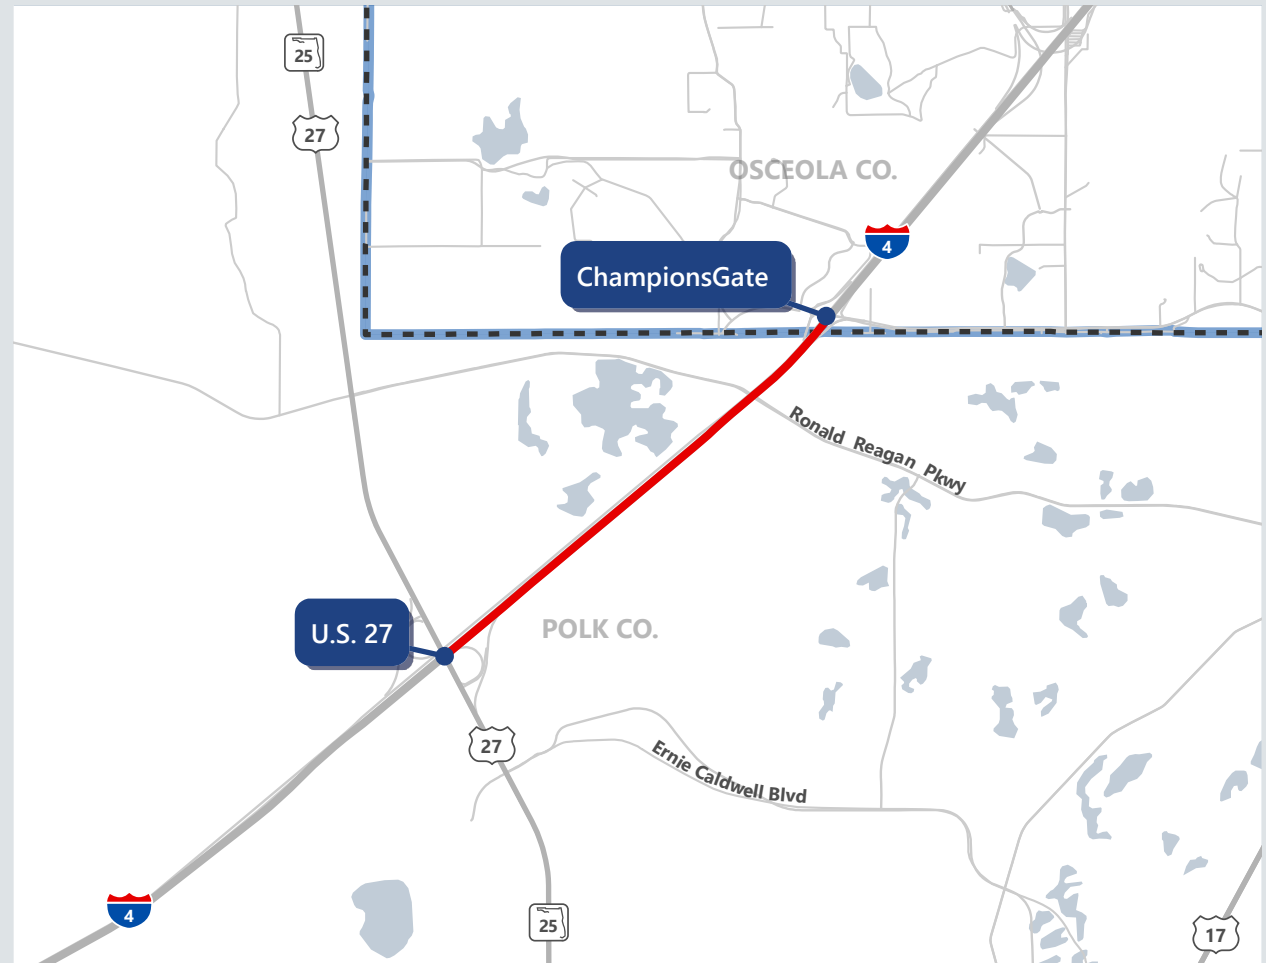 25
27
OSCEOLA CO.
4
ChampionsGate
Ronald Reagan Pkwy
U.S. 27
POLK CO.
27
Ernie Caldwell Blvd
4
25
17